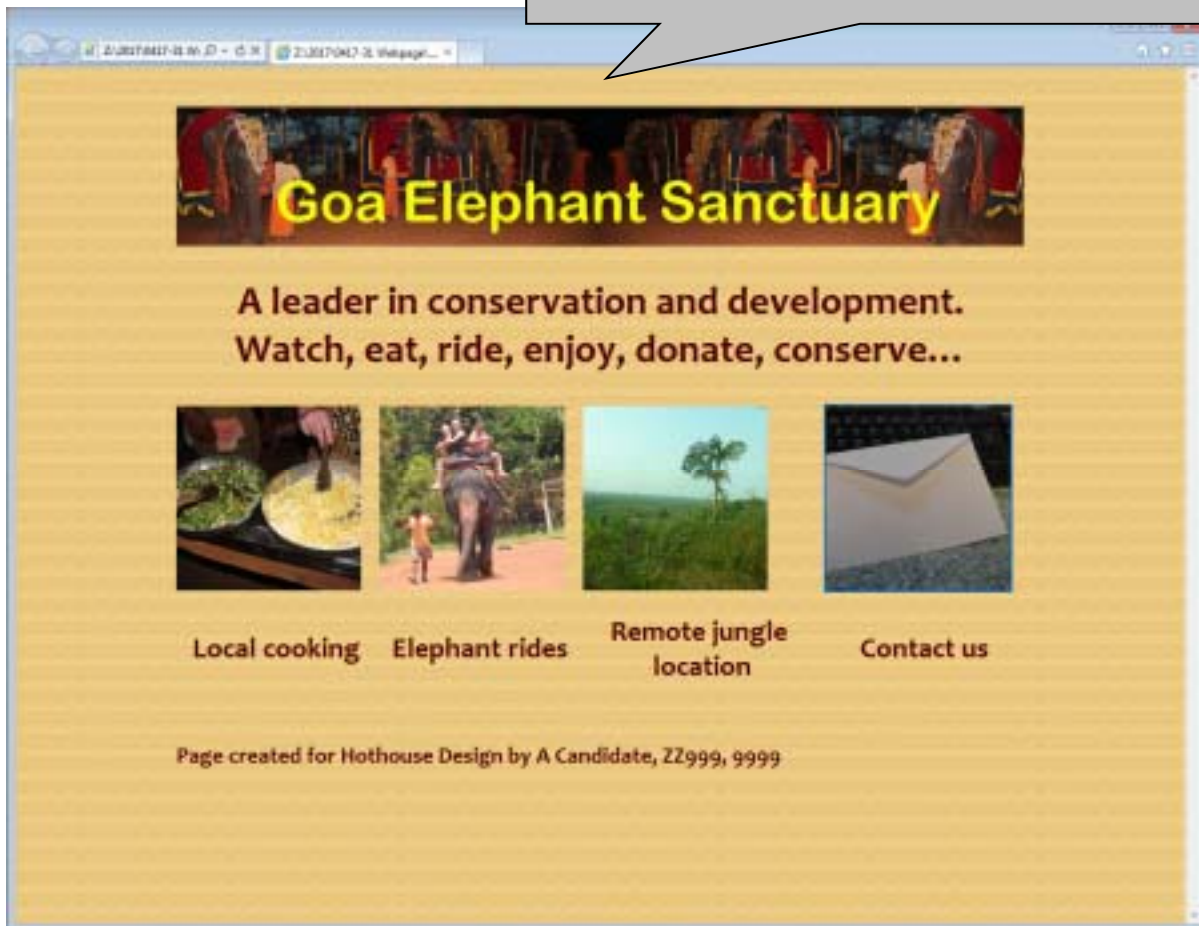 Goa Elephant Sanctuary
A leader in conservation and development.
Watch, eat, ride, enjoy, donate, conserve...
Local cooking
Elephant rides
Remote jungle
location
Contact us
Page created for Hothouse Design by A Candidate, ZZ999, 9999